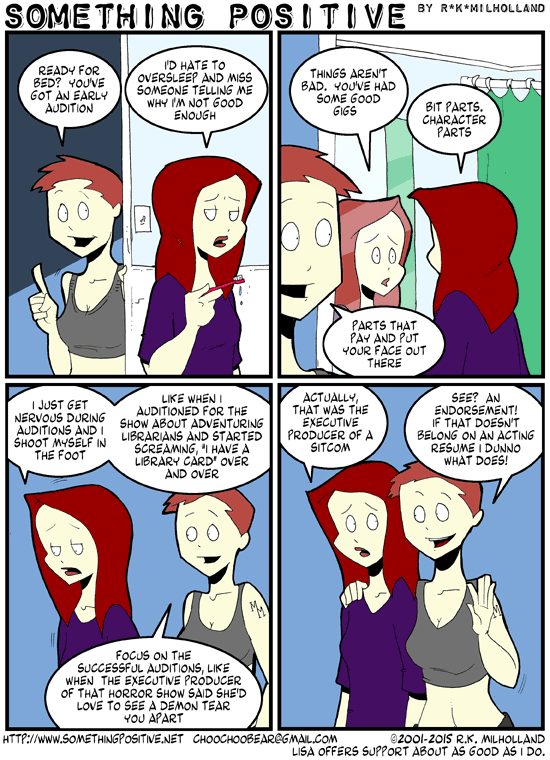 SOMETHING POSITIVE BY R*K*MILHOLLAND
READY FOR
BED? YOU'VE
GOT AN EARLY
AUDITION
I'D HATE TO
OVERSLEEP AND MISS
SOMEONE TELLING ME
WHY I'M NOT GOOD
ENOUGH
THINGS AREN'T
BAD. YOU'VE HAD
SOME GOOD
GIGS
BIT PARTS.
CHARACTER
PARTS
PARTS THAT
PAY AND PUT
YOUR FACE OUT
THERE
I JUST GET
NERVOUS DURING
AUDITIONS AND I
SHOOT MYSELF IN
THE FOOT
LIKE WHEN I
AUDITIONED FOR THE
SHOW ABOUT ADVENTURING
LIBRARIANS AND STARTED
SCREAMING, "I HAVE A
LIBRARY CARD" OVER
AND OVER
MM
FOCUS ON THE
SUCCESSFUL AUDITIONS, LIKE
WHEN THE EXECUTIVE PRODUCER
OF THAT HORROR SHOW SAID SHE'D
LOVE TO SEE A DEMON TEAR
YOU APART
ACTUALLY,
THAT WAS THE
EXECUTIVE
PRODUCER OF A
SITCOM
SEE? AN
ENDORSEMENT!
IF THAT DOESN'T
BELONG ON AN ACTING
RESUME I DUNNO
WHAT DOES!
MM
HTTP://WWW.SOMETHINGPOSITIVE.NET CHOOCHOOBEAR@GMAIL.COM ©2001-2015 R.K. MILHOLLAND
LISA OFFERS SUPPORT ABOUT AS GOOD AS I DO.